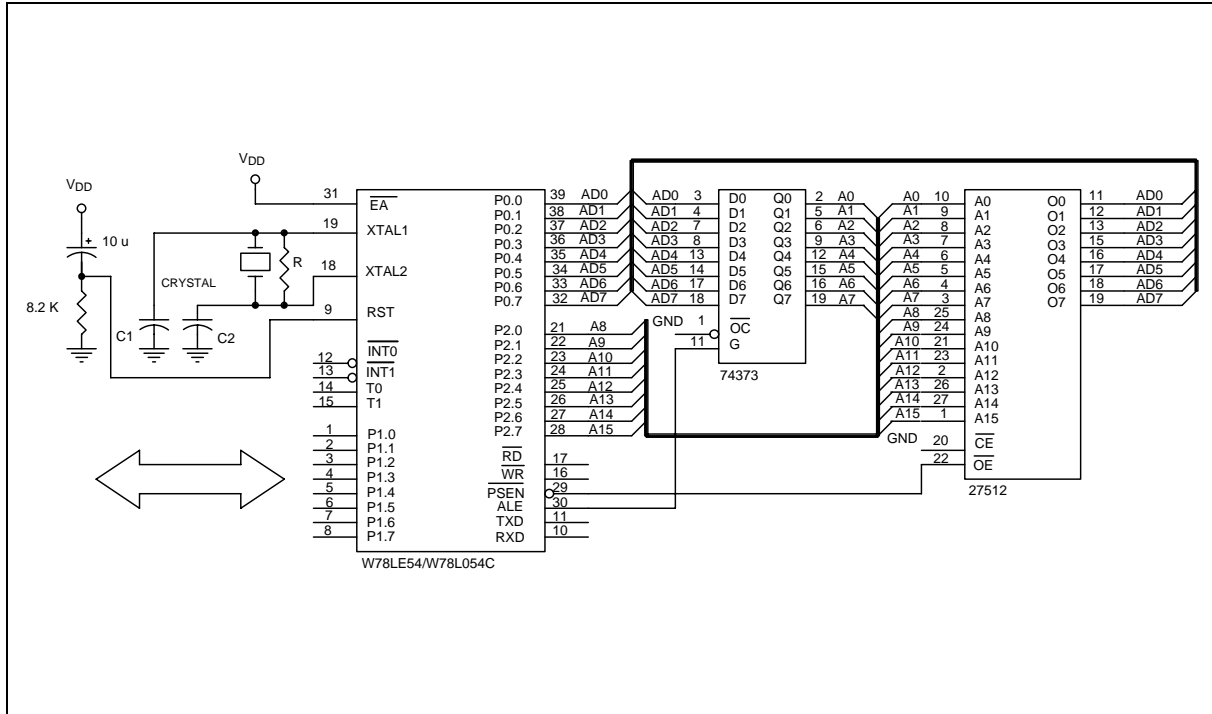 VDD
VDD
10 u
8.2 K
C1
C2
CRYSTAL
R
31 EA
19 XTAL1
18 XTAL2
9 RST
12 INT0
13 INT1
14 T0
15 T1
1 P1.0
2 P1.1
3 P1.2
4 P1.3
5 P1.4
6 P1.5
7 P1.6
8 P1.7
P0.0 39 AD0
P0.1 38 AD1
P0.2 37 AD2
P0.3 36 AD3
P0.4 35 AD4
P0.5 34 AD5
P0.6 33 AD6
P0.7 32 AD7
P2.0 21 A8
P2.1 22 A9
P2.2 23 A10
P2.3 24 A11
P2.4 25 A12
P2.5 26 A13
P2.6 27 A14
P2.7 28 A15
RD 17
WR 16
PSEN 29
ALE 30
TXD 11
RXD 10
W78LE54/W78L054C
AD0 3 D0 Q0 2 A0
AD1 4 D1 Q1 5 A1
AD2 7 D2 Q2 6 A2
AD3 8 D3 Q3 9 A3
AD4 13 D4 Q4 12 A4
AD5 14 D5 Q5 15 A5
AD6 17 D6 Q6 16 A6
AD7 18 D7 Q7 19 A7
GND 1 OC
11 G
74373
A0 10 A0 O0 11 AD0
A1 9 A1 O1 12 AD1
A2 8 A2 O2 13 AD2
A3 7 A3 O3 15 AD3
A4 6 A4 O4 16 AD4
A5 5 A5 O5 17 AD5
A6 4 A6 O6 18 AD6
A7 3 A7 O7 19 AD7
A8 25 A8
A9 24 A9
A10 21 A10
A11 23 A11
A12 2 A12
A13 26 A13
A14 27 A14
A15 1 A15
GND 20 CE
22 OE
27512